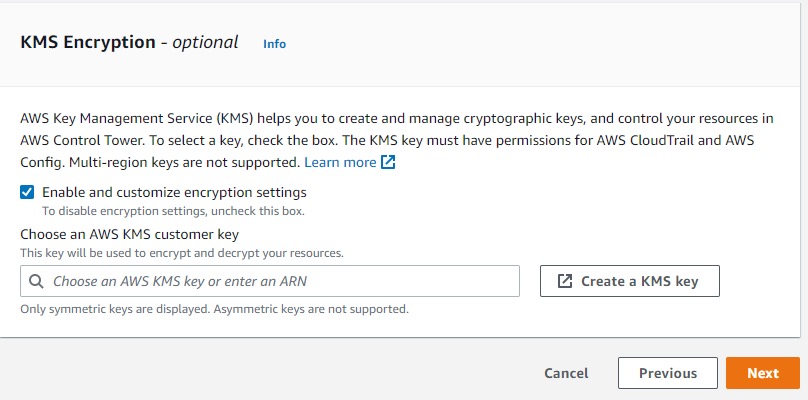 KMS Encryption - optional Info
AWS Key Management Service (KMS) helps you to create and manage cryptographic keys, and control your resources in
AWS Control Tower. To select a key, check the box. The KMS key must have permissions for AWS CloudTrail and AWS
Config. Multi-region keys are not supported. Learn more
Enable and customize encryption settings
To disable encryption settings, uncheck this box.
Choose an AWS KMS customer key
This key will be used to encrypt and decrypt your resources.
Choose an AWS KMS key or enter an ARN
Create a KMS key
Only symmetric keys are displayed. Asymmetric keys are not supported.
Cancel
Previous
Next